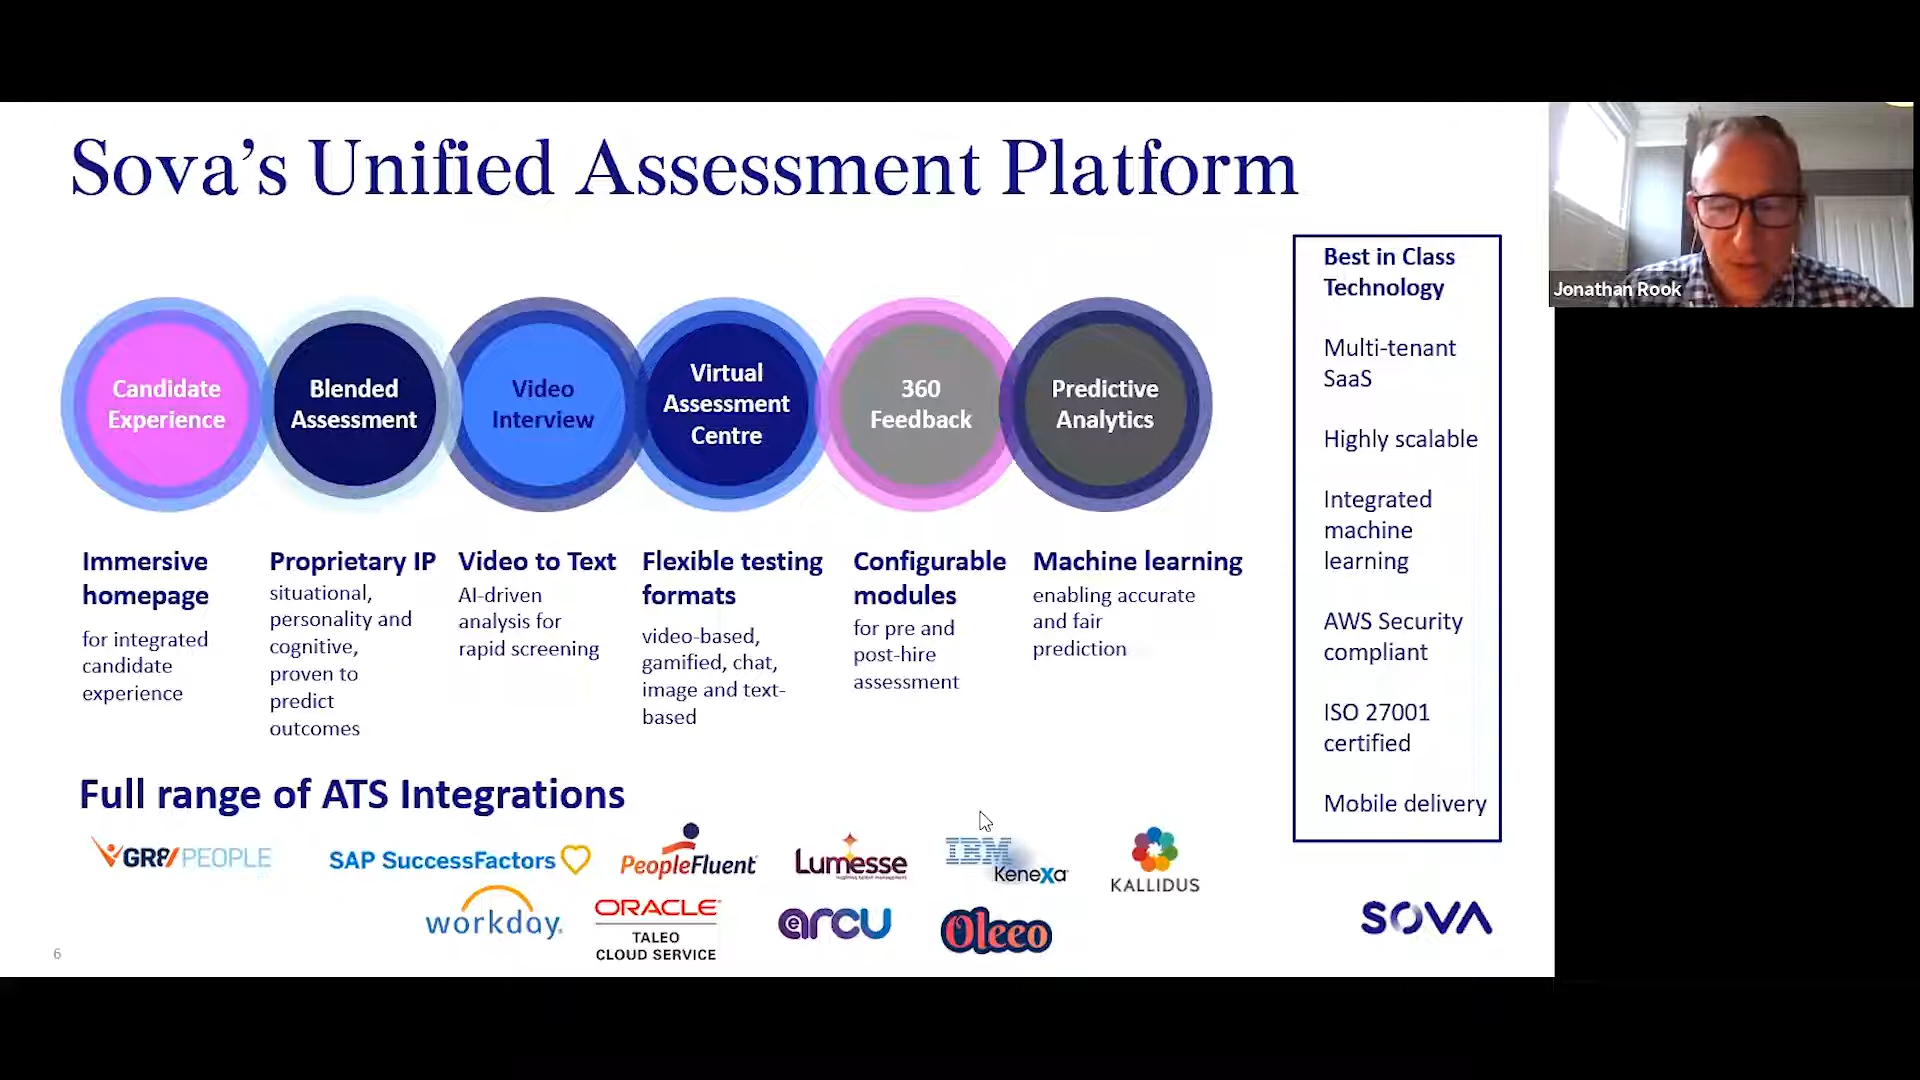 Sova's Unified Assessment Platform
Jonathan Rook
Candidate
Experience
Blended
Assessment
Video
Interview
Virtual
Assessment
Centre
360
Feedback
Predictive
Analytics
Immersive
homepage
for integrated
candidate
experience
Proprietary IP
situational,
personality and
cognitive,
proven to
predict
outcomes
Video to Text
AI-driven
analysis for
rapid screening
Flexible testing
formats
video-based,
gamified, chat,
image and text-
based
Configurable
modules
for pre and
post-hire
assessment
Machine learning
enabling accurate
and fair
prediction
Best in Class
Technology
Multi-tenant
SaaS
Highly scalable
Integrated
machine
learning
AWS Security
compliant
ISO 27001
certified
Mobile delivery
Full range of ATS Integrations
GR8 PEOPLE
SAP SuccessFactors
PeopleFluent
Lumesse
IBM
Kenexa
KALLIDUS
workday.
ORACLE
TALEO
CLOUD SERVICE
arcu
Oleeo
SOVA
6